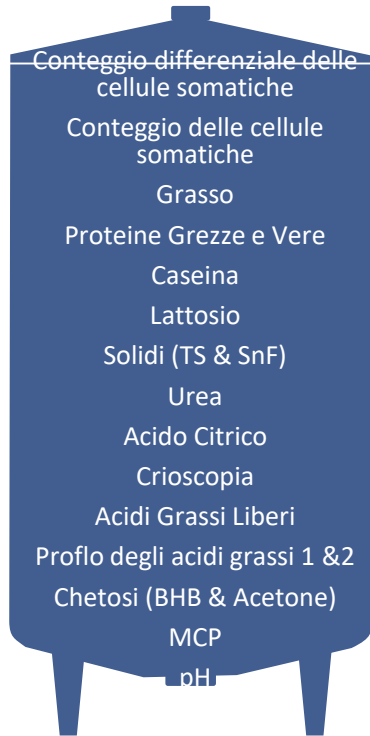 Conteggio differenziale delle
cellule somatiche
Conteggio delle cellule
somatiche
Grasso
Proteine Grezze e Vere
Caseina
Lattosio
Solidi (TS & SnF)
Urea
Acido Citrico
Crioscopia
Acidi Grassi Liberi
Proflo degli acidi grassi 1 &2
Chetosi (BHB & Acetone)
MCP
pH